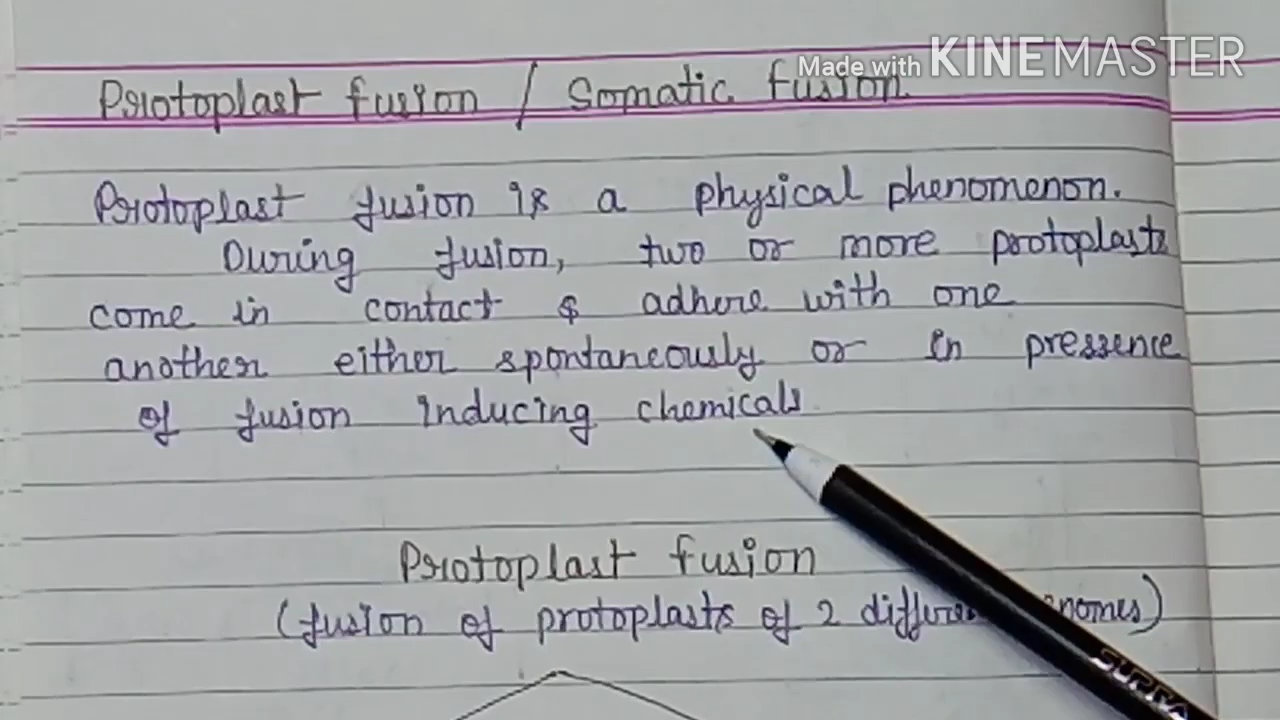 Made with KINEMASTER
Protoplast fusion / Somatic fusion.
Protoplast fusion is a physical phenomenon.
During fusion, two or more protoplasts
come in contact & adhere with one
another either spontaneously or in pressence
of fusion inducing chemicals
Protoplast fusion
(fusion of protoplasts of 2
SUPRA